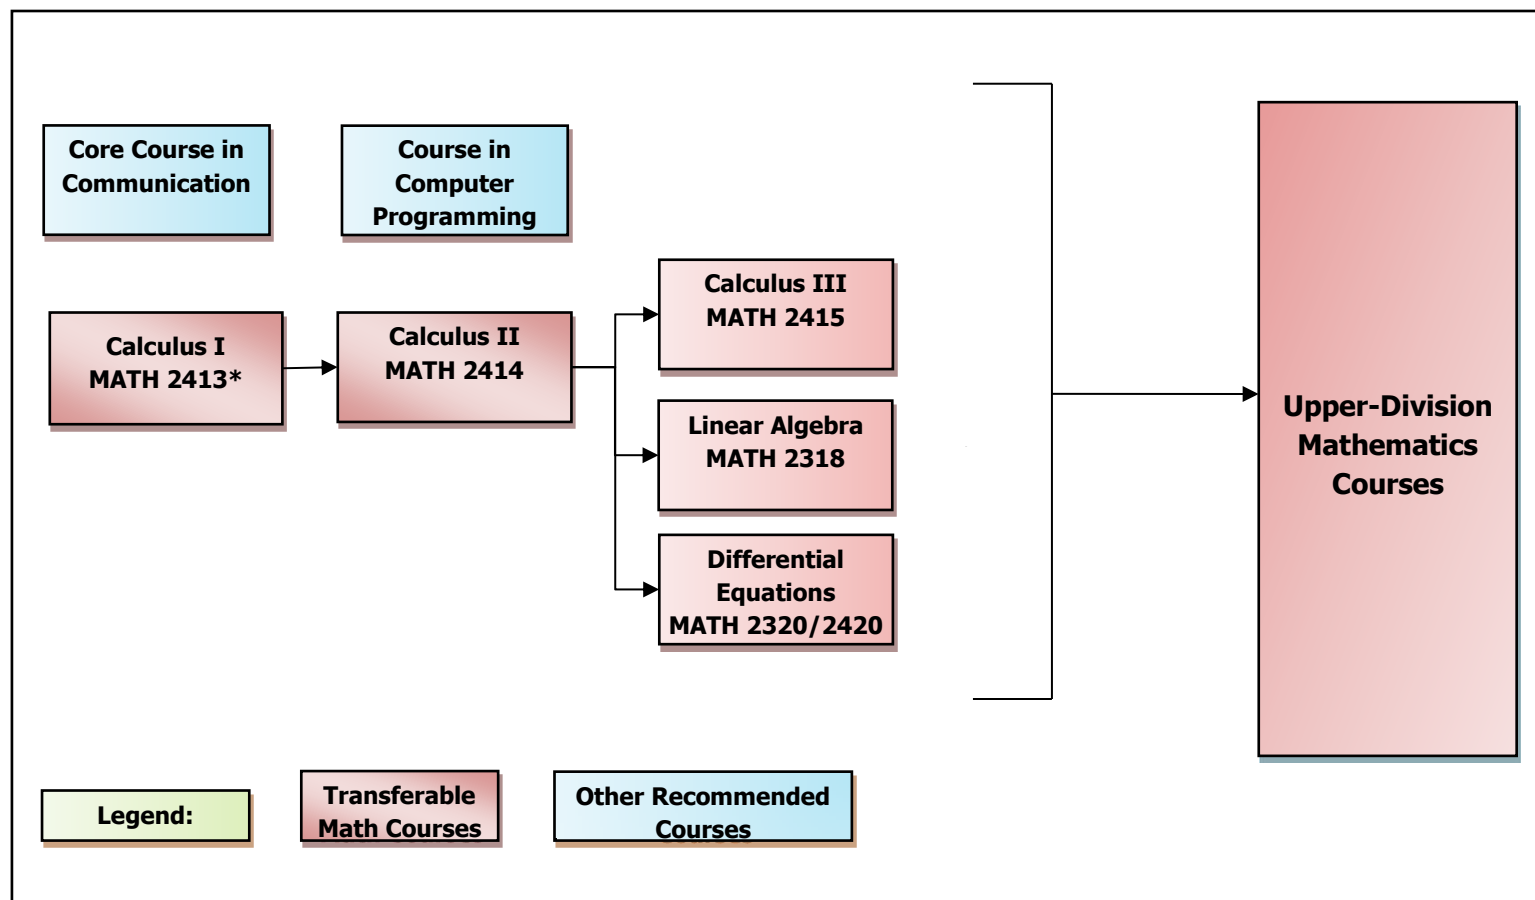 Core Course in
Communication
Course in
Computer
Programming
Calculus I
MATH 2413*
Calculus II
MATH 2414
Calculus III
MATH 2415
Linear Algebra
MATH 2318
Differential
Equations
MATH 2320/2420
Upper-Division
Mathematics
Courses
Legend:
Transferable
Math Courses
Other Recommended
Courses